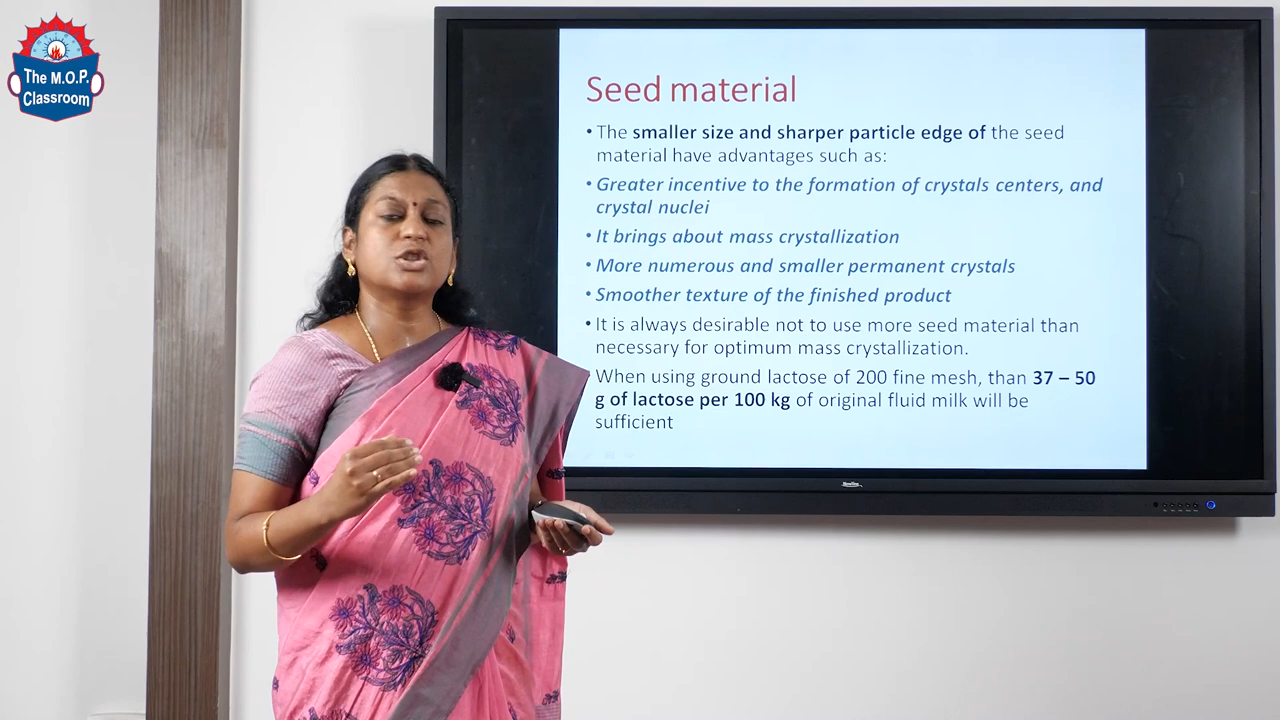 The M.O.P.
Classroom
Seed material
• The smaller size and sharper particle edge of the seed
material have advantages such as:
• Greater incentive to the formation of crystals centers, and
crystal nuclei
• It brings about mass crystallization
• More numerous and smaller permanent crystals
• Smoother texture of the finished product
• It is always desirable not to use more seed material than
necessary for optimum mass crystallization.
When using ground lactose of 200 fine mesh, than 37 – 50
g of lactose per 100 kg of original fluid milk will be
sufficient